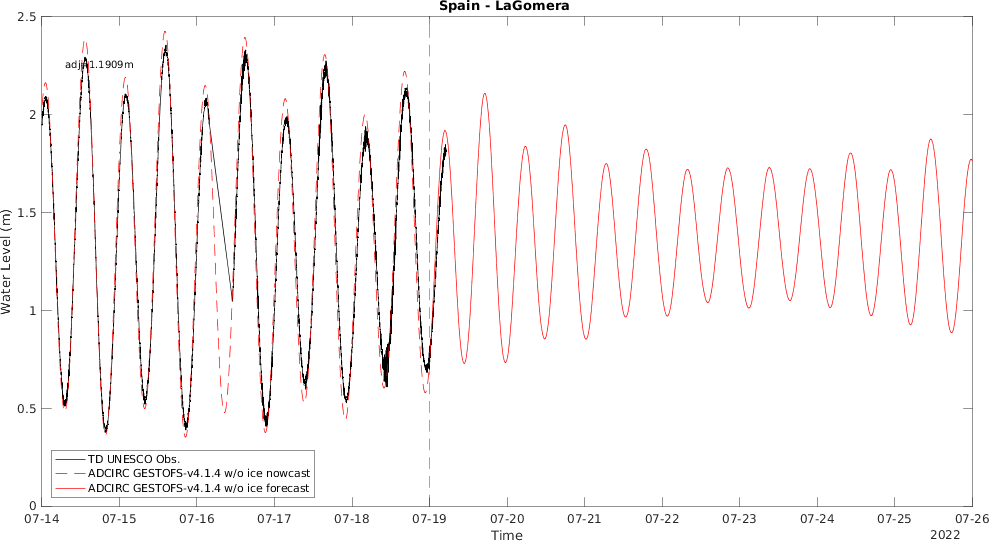 Spain - LaGomera
2.5
adj=1.1909m
2
1.5
Water Level (m)
1
0.5
TD UNESCO Obs.
ADCIRC GESTOFS-v4.1.4 w/o ice nowcast
ADCIRC GESTOFS-v4.1.4 w/o ice forecast
0
07-14 07-15 07-16 07-17 07-18 07-19 07-20 07-21 07-22 07-23 07-24 07-25 07-26
Time
2022